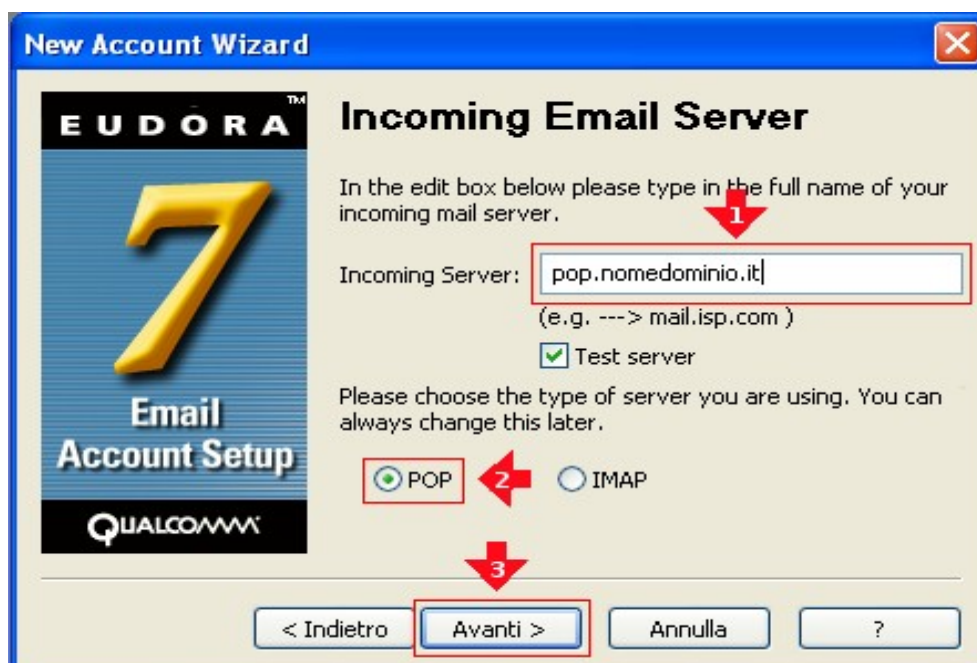 New Account Wizard
EUDORA™
7
Email
Account Setup
QUALCOMM
Incoming Email Server
In the edit box below please type in the full name of your
incoming mail server.
1
Incoming Server: pop.nomedominio.it
(e.g. ---> mail.isp.com )
Test server
Please choose the type of server you are using. You can
always change this later.
POP 2 IMAP
3
< Indietro Avanti > Annulla ?